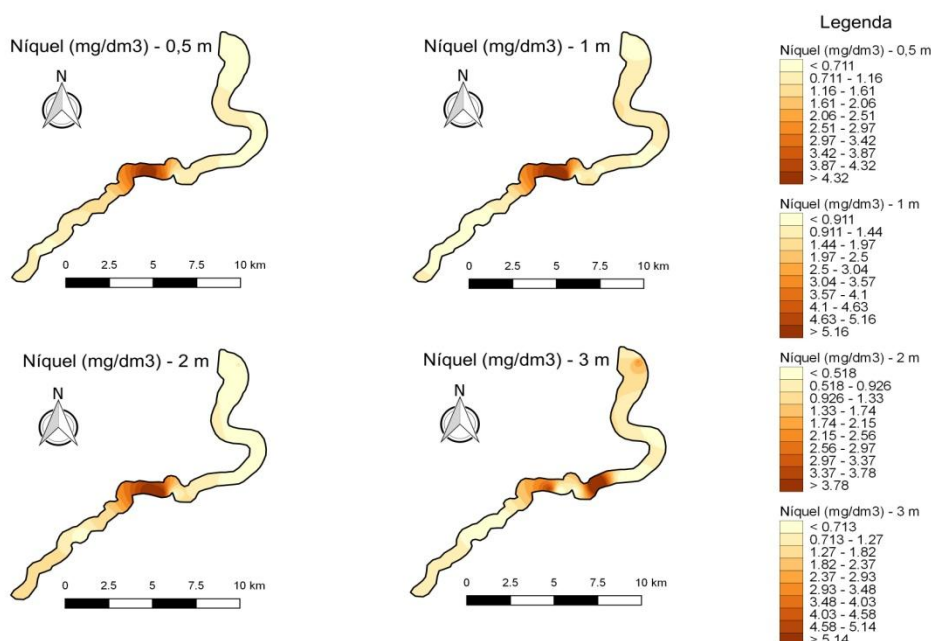 Níquel (mg/dm3) - 0,5 m
N
0 2.5 5 7.5 10 km
Níquel (mg/dm3) - 1 m
N
0 2.5 5 7.5 10 km
Níquel (mg/dm3) - 2 m
N
0 2.5 5 7.5 10 km
Níquel (mg/dm3) - 3 m
N
0 2.5 5 7.5 10 km
Legenda
Níquel (mg/dm3) - 0,5 m
< 0.711
0.711 - 1.16
1.16 - 1.61
1.61 - 2.06
2.06 - 2.51
2.51 - 2.97
2.97 - 3.42
3.42 - 3.87
3.87 - 4.32
> 4.32
Níquel (mg/dm3) - 1 m
< 0.911
0.911 - 1.44
1.44 - 1.97
1.97 - 2.5
2.5 - 3.04
3.04 - 3.57
3.57 - 4.1
4.1 - 4.63
4.63 - 5.16
> 5.16
Níquel (mg/dm3) - 2 m
< 0.518
0.518 - 0.926
0.926 - 1.33
1.33 - 1.74
1.74 - 2.15
2.15 - 2.56
2.56 - 2.97
2.97 - 3.37
3.37 - 3.78
> 3.78
Níquel (mg/dm3) - 3 m
< 0.713
0.713 - 1.27
1.27 - 1.82
1.82 - 2.37
2.37 - 2.93
2.93 - 3.48
3.48 - 4.03
4.03 - 4.58
4.58 - 5.14
> 5.14